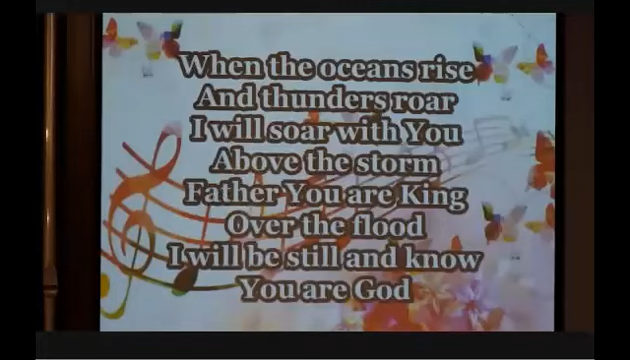 When the oceans rise
And thunders roar
I will soar with You
Above the storm
Father You are King
Over the flood
I will be still and know
You are God